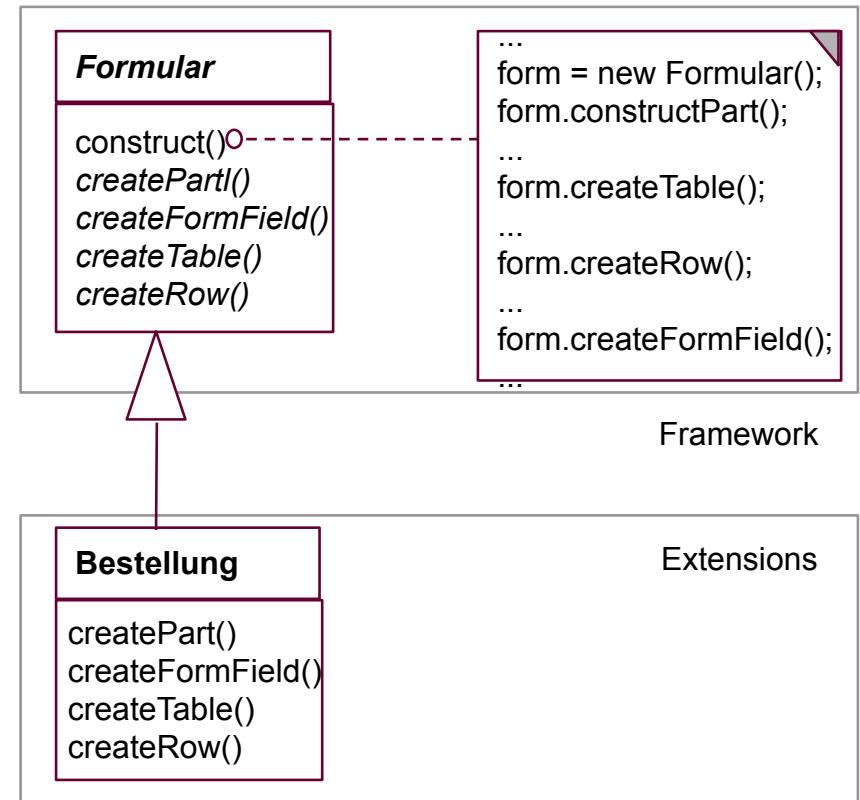 Formular
construct()
createPartl()
createFormField()
createTable()
createRow()
...
form = new Formular();
form.constructPart();
...
form.createTable();
...
form.createRow();
...
form.createFormField();
...
Framework
Extensions
Bestellung
createPart()
createFormField()
createTable()
createRow()